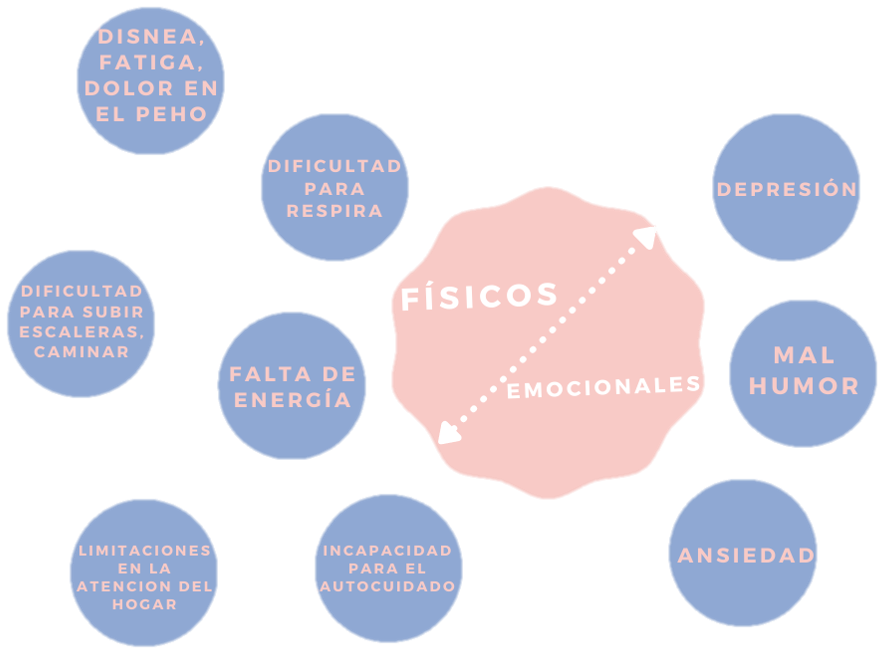 DISNEA,
FATIGA,
DOLOR EN
EL PEHO
DIFICULTAD
PARA
RESPIRA
DIFICULTAD
PARA SUBIR
ESCALERAS,
CAMINAR
FALTA DE
ENERGÍA
LIMITACIONES
EN LA
ATENCION DEL
HOGAR
INCAPACIDAD
PARA EL
AUTOCUIDADO
FÍSICOS
EMOCIONALES
DEPRESIÓN
MAL
HUMOR
ANSIEDAD